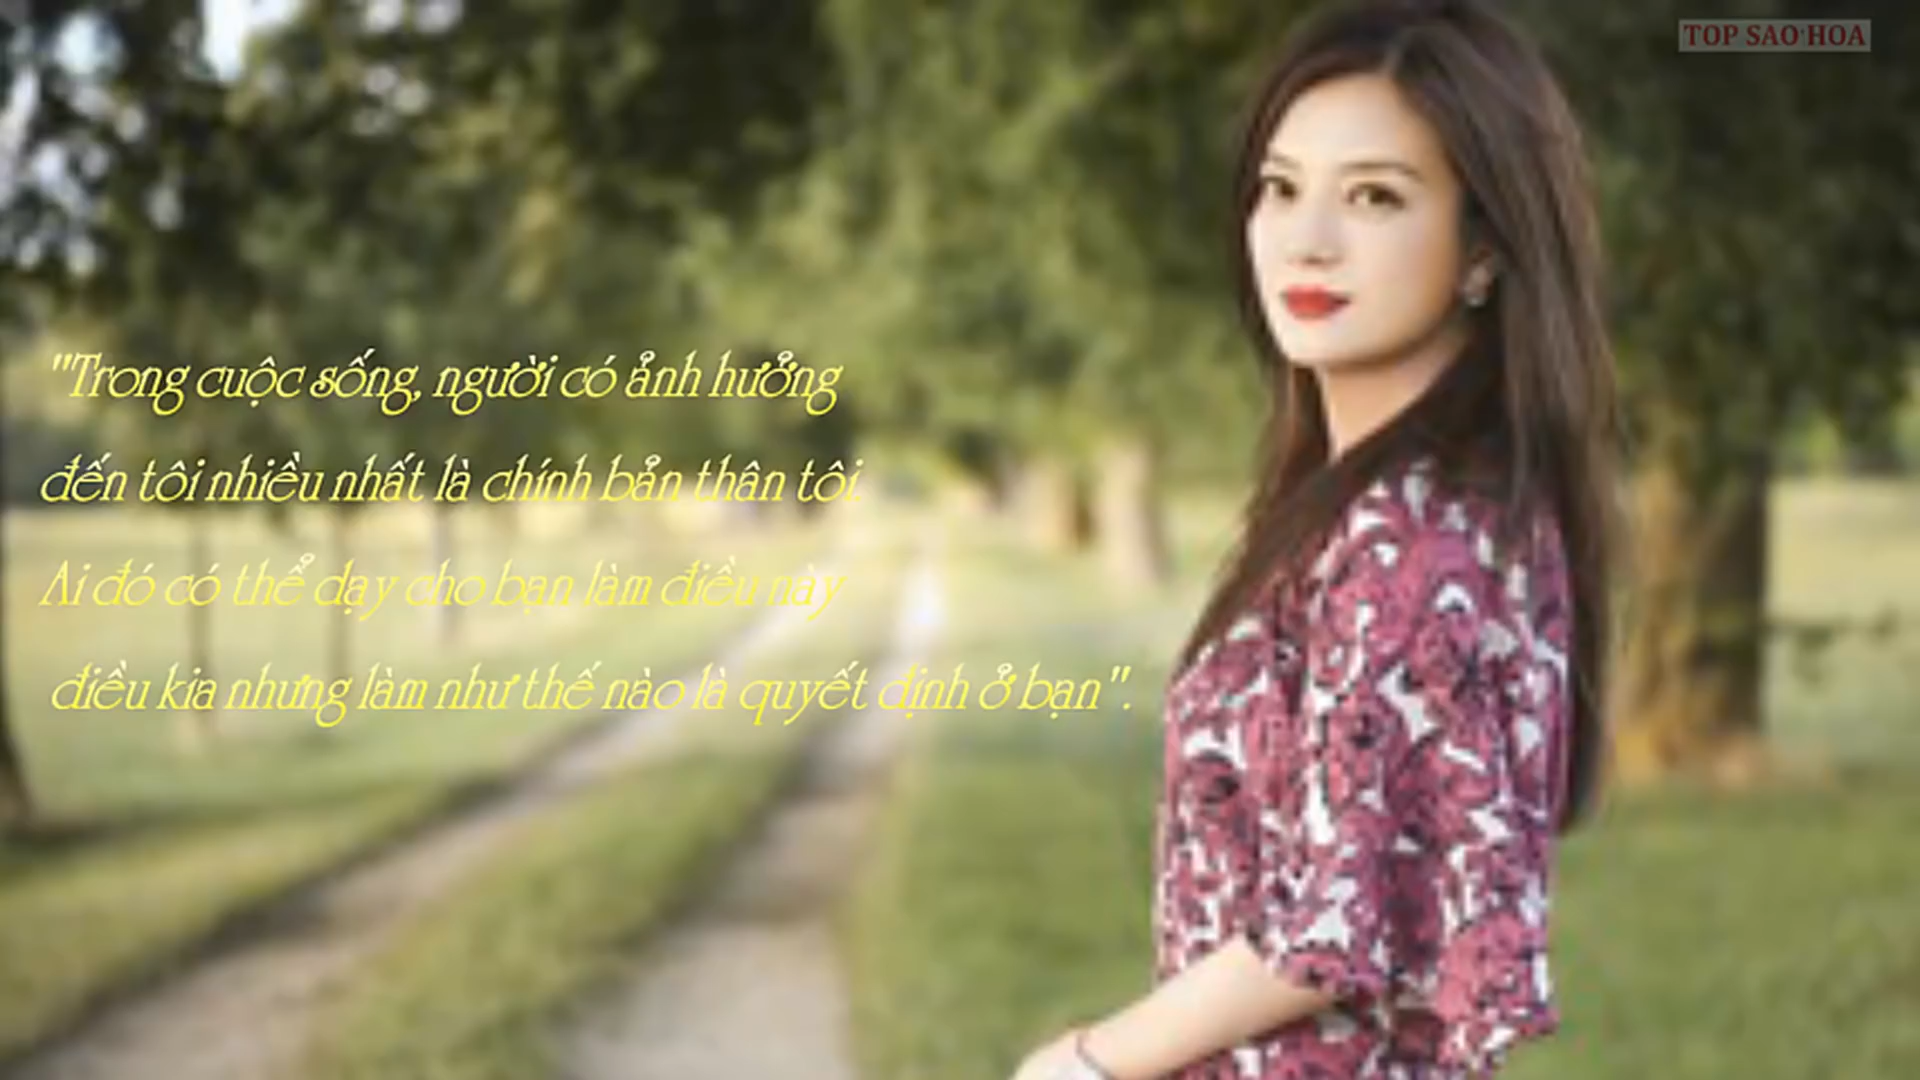 TOP SAO HOA
"Trong cuộc sống, người có ảnh hưởng
đến tôi nhiều nhất là chính bản thân tôi.
Ai đó có thể dạy cho bạn làm điều này
điều kia nhưng làm như thế nào là quyết định ở bạn".